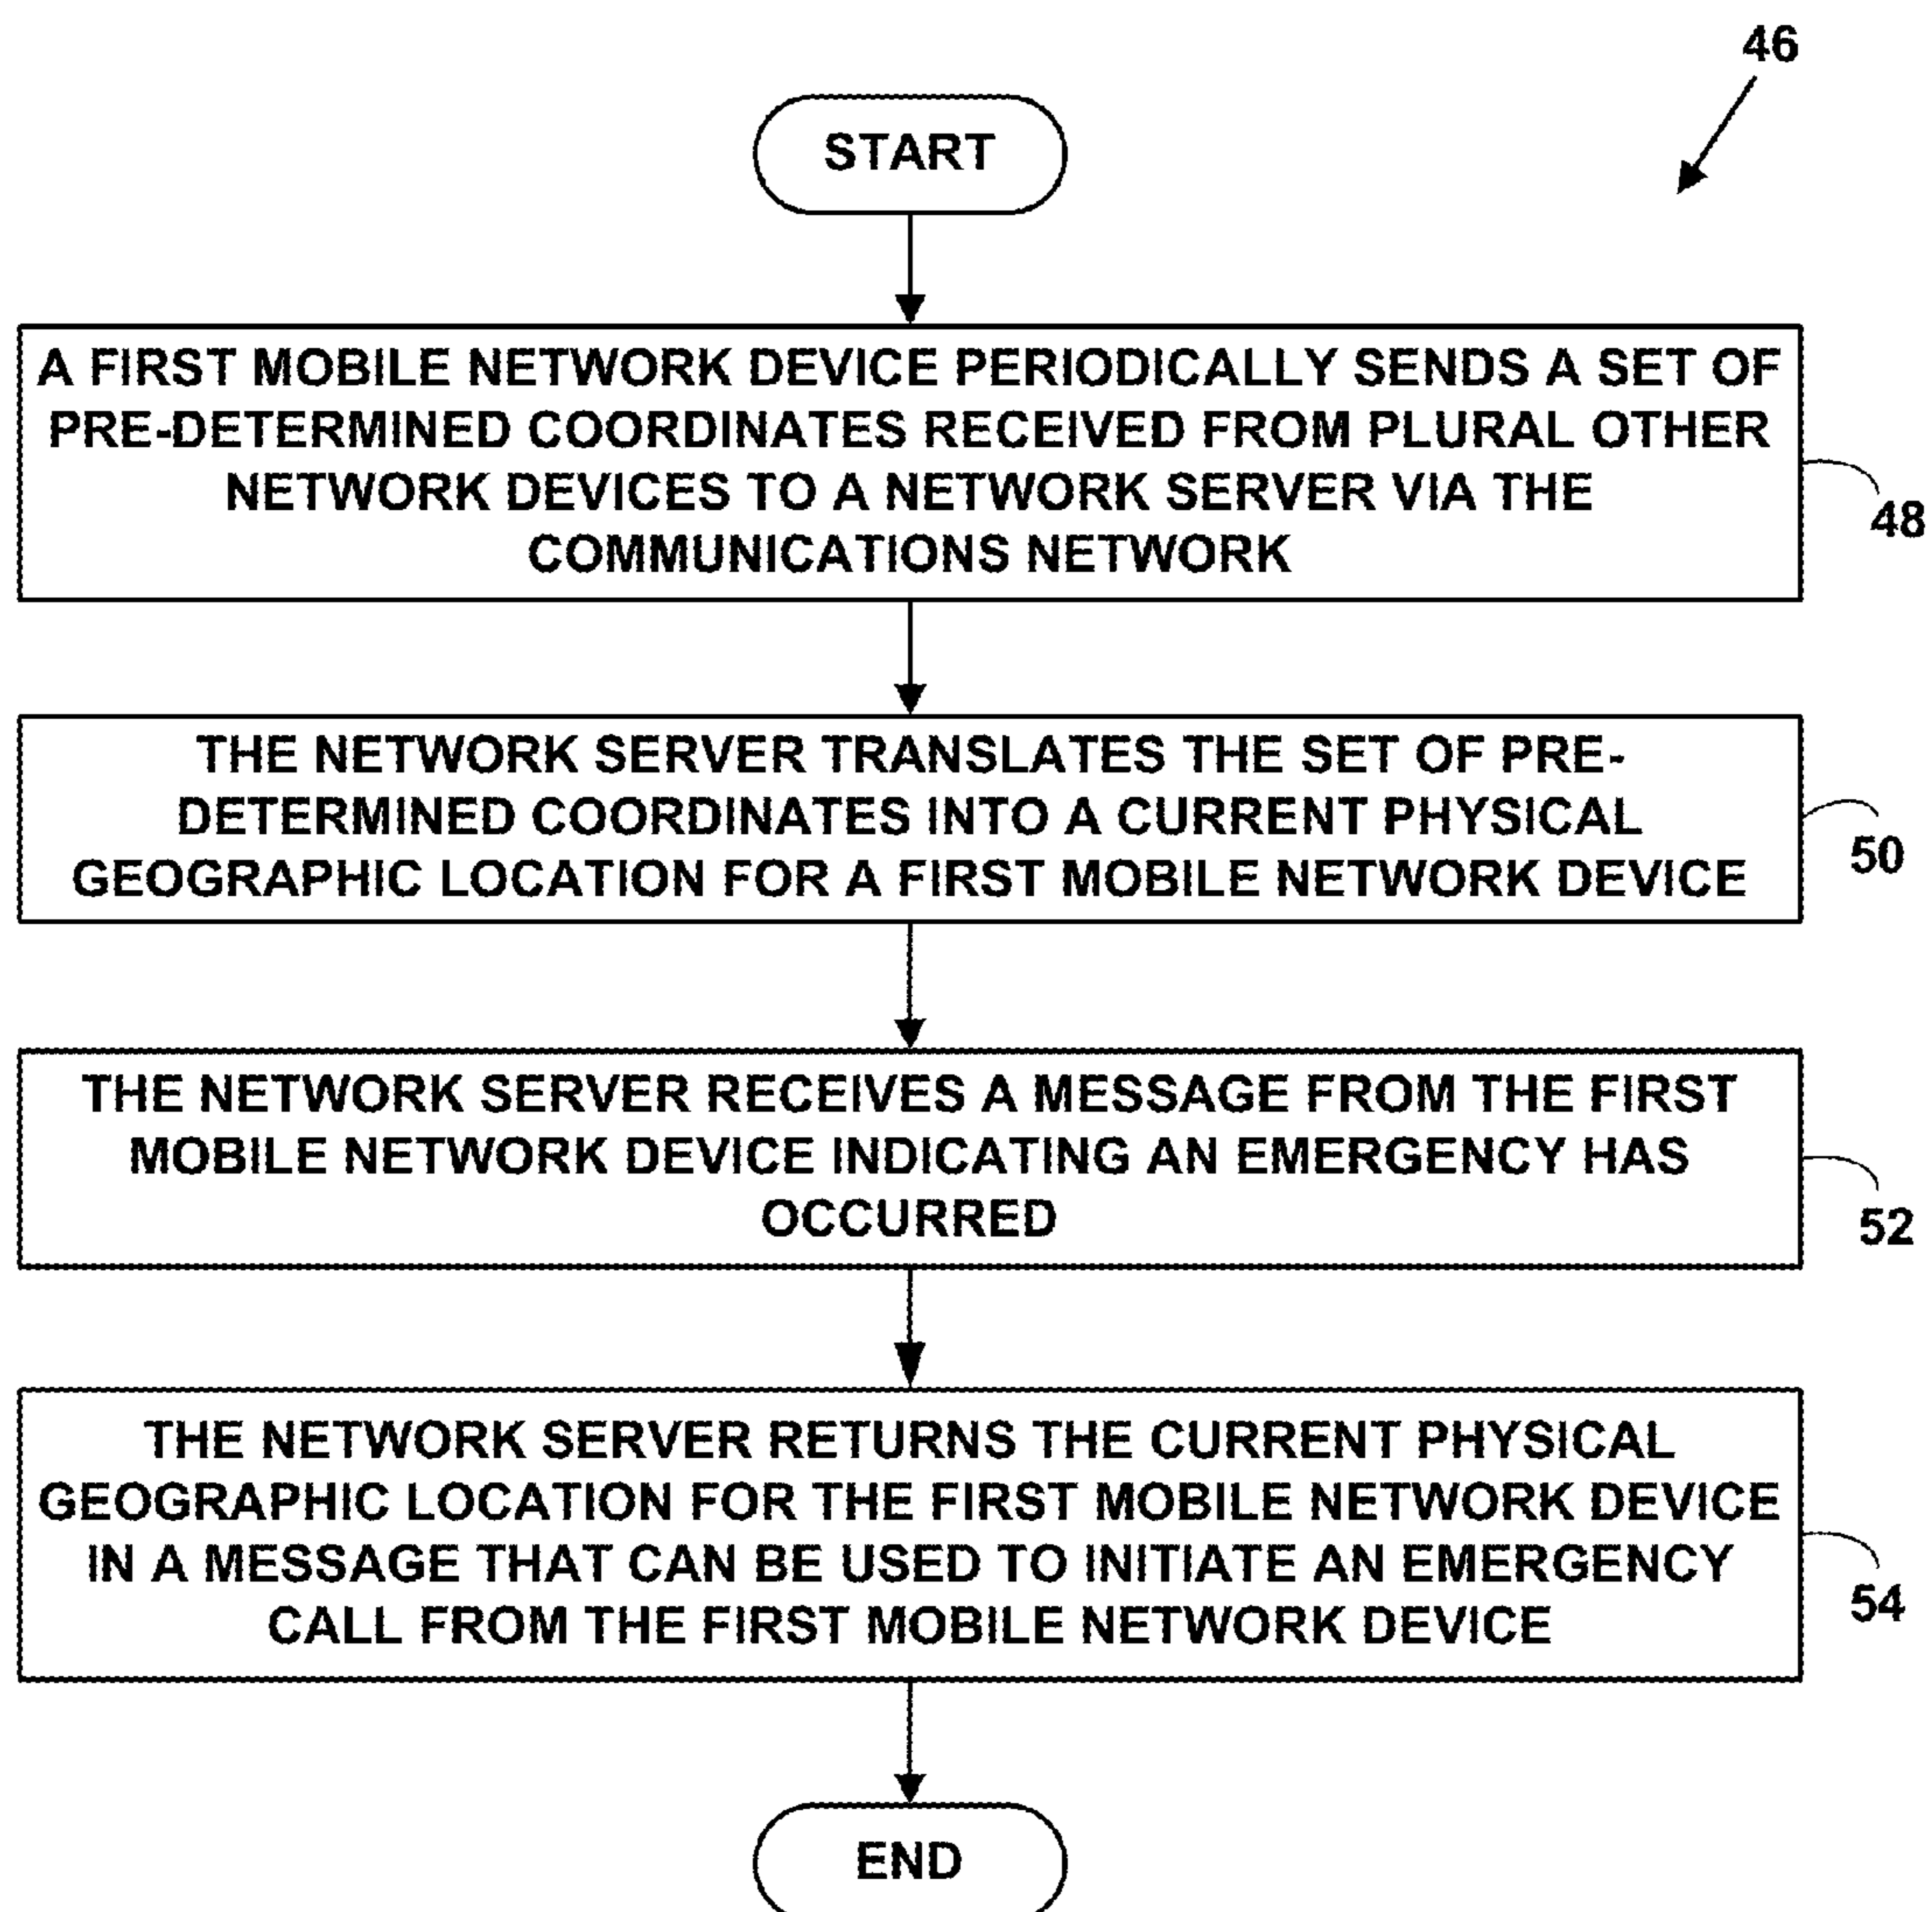 46
START
A FIRST MOBILE NETWORK DEVICE PERIODICALLY SENDS A SET OF
PRE-DETERMINED COORDINATES RECEIVED FROM PLURAL OTHER
NETWORK DEVICES TO A NETWORK SERVER VIA THE
COMMUNICATIONS NETWORK
48
THE NETWORK SERVER TRANSLATES THE SET OF PRE-
DETERMINED COORDINATES INTO A CURRENT PHYSICAL
GEOGRAPHIC LOCATION FOR A FIRST MOBILE NETWORK DEVICE
50
THE NETWORK SERVER RECEIVES A MESSAGE FROM THE FIRST
MOBILE NETWORK DEVICE INDICATING AN EMERGENCY HAS
OCCURRED
52
THE NETWORK SERVER RETURNS THE CURRENT PHYSICAL
GEOGRAPHIC LOCATION FOR THE FIRST MOBILE NETWORK DEVICE
IN A MESSAGE THAT CAN BE USED TO INITIATE AN EMERGENCY
CALL FROM THE FIRST MOBILE NETWORK DEVICE
54
END